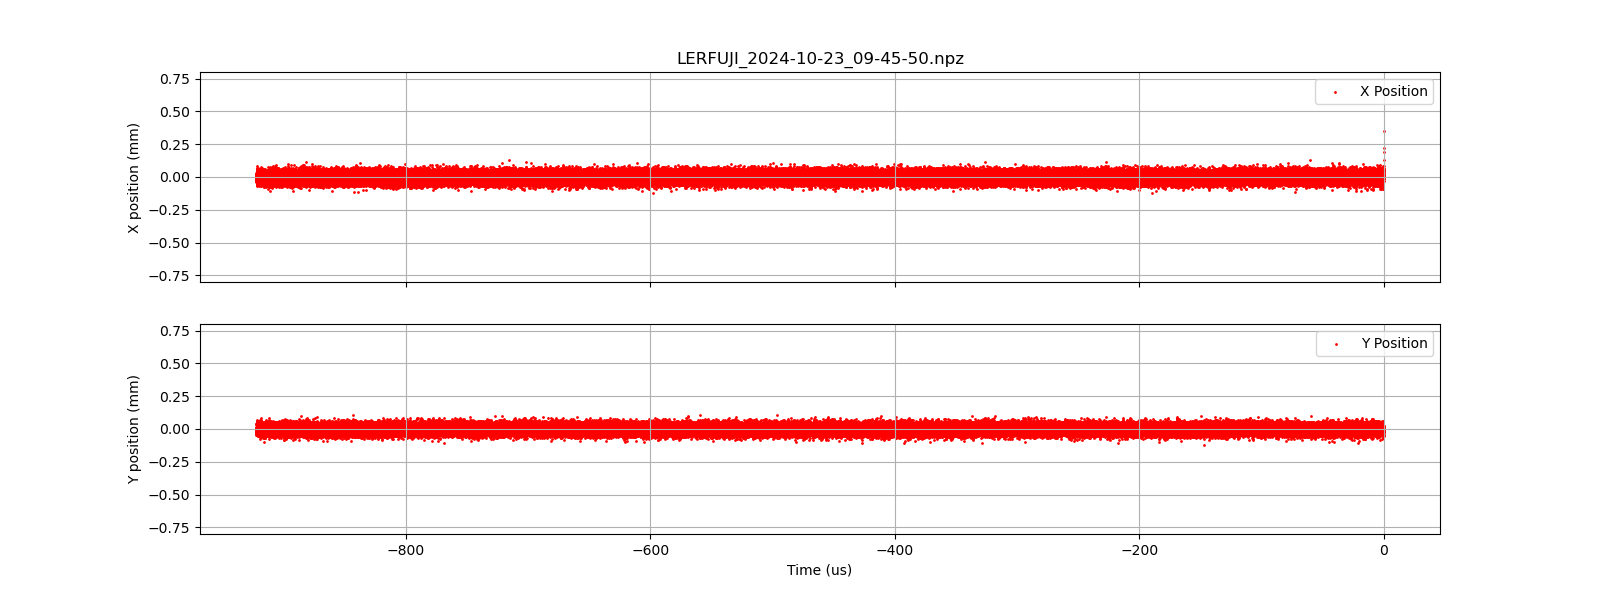 LERFUJI_2024-10-23_09-45-50.npz
X position (mm)
0.75
0.50
0.25
0.00
−0.25
−0.50
−0.75
X Position
Y position (mm)
0.75
0.50
0.25
0.00
−0.25
−0.50
−0.75
Y Position
−800 −600 −400 −200 0
Time (us)